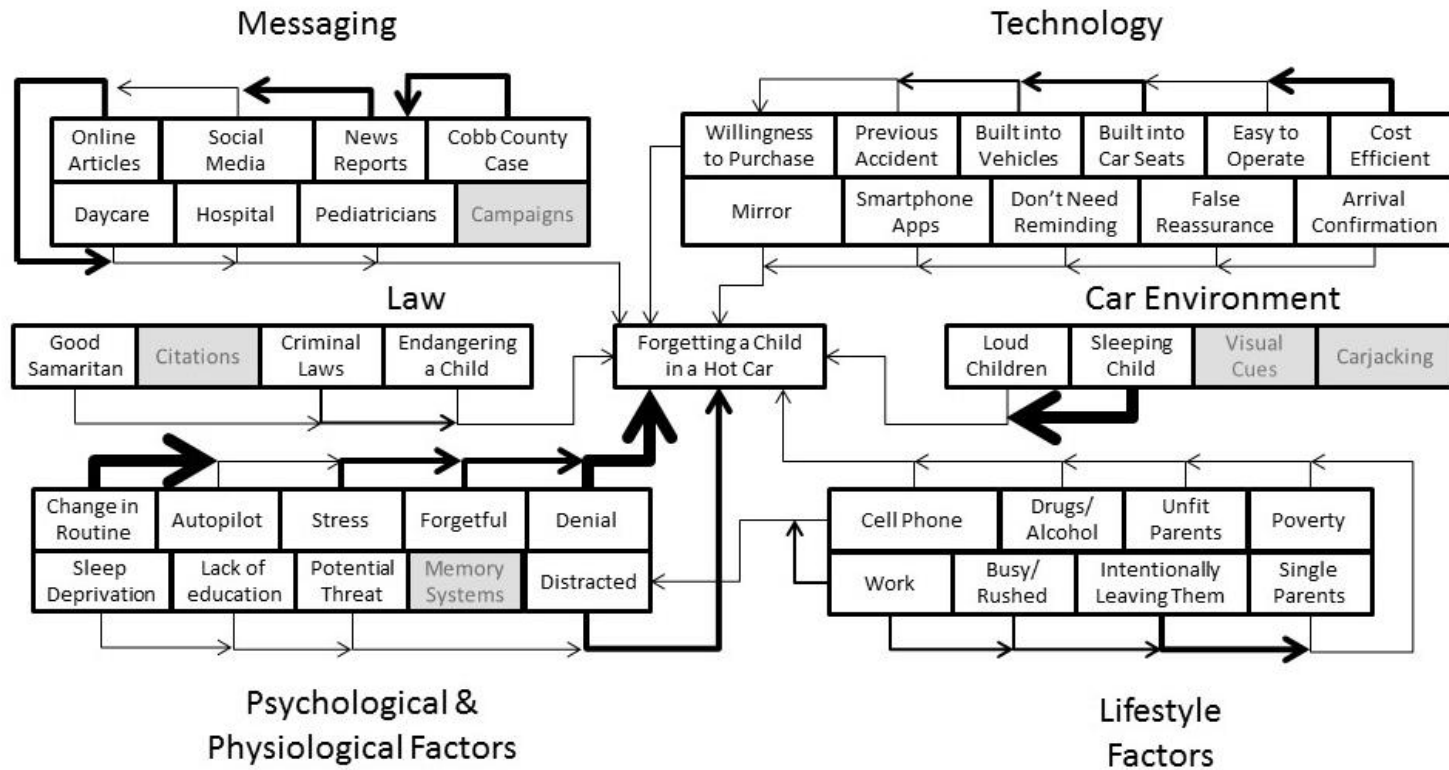 Messaging
Technology
Online
Articles
Social
Media
News
Reports
Cobb County
Case
Daycare
Hospital
Pediatricians
Campaigns
Willingness
to Purchase
Previous
Accident
Built into
Vehicles
Built into
Car Seats
Easy to
Operate
Cost
Efficient
Mirror
Smartphone
Apps
Don't Need
Reminding
False
Reassurance
Arrival
Confirmation
Law
Car Environment
Good
Samaritan
Citations
Criminal
Laws
Endangering
a Child
Forgetting a Child
in a Hot Car
Loud
Children
Sleeping
Child
Visual
Cues
Carjacking
Change in
Routine
Autopilot
Stress
Forgetful
Denial
Sleep
Deprivation
Lack of
education
Potential
Threat
Memory
Systems
Distracted
Cell Phone
Drugs/
Alcohol
Unfit
Parents
Poverty
Work
Busy/
Rushed
Intentionally
Leaving Them
Single
Parents
Psychological &
Physiological Factors
Lifestyle
Factors